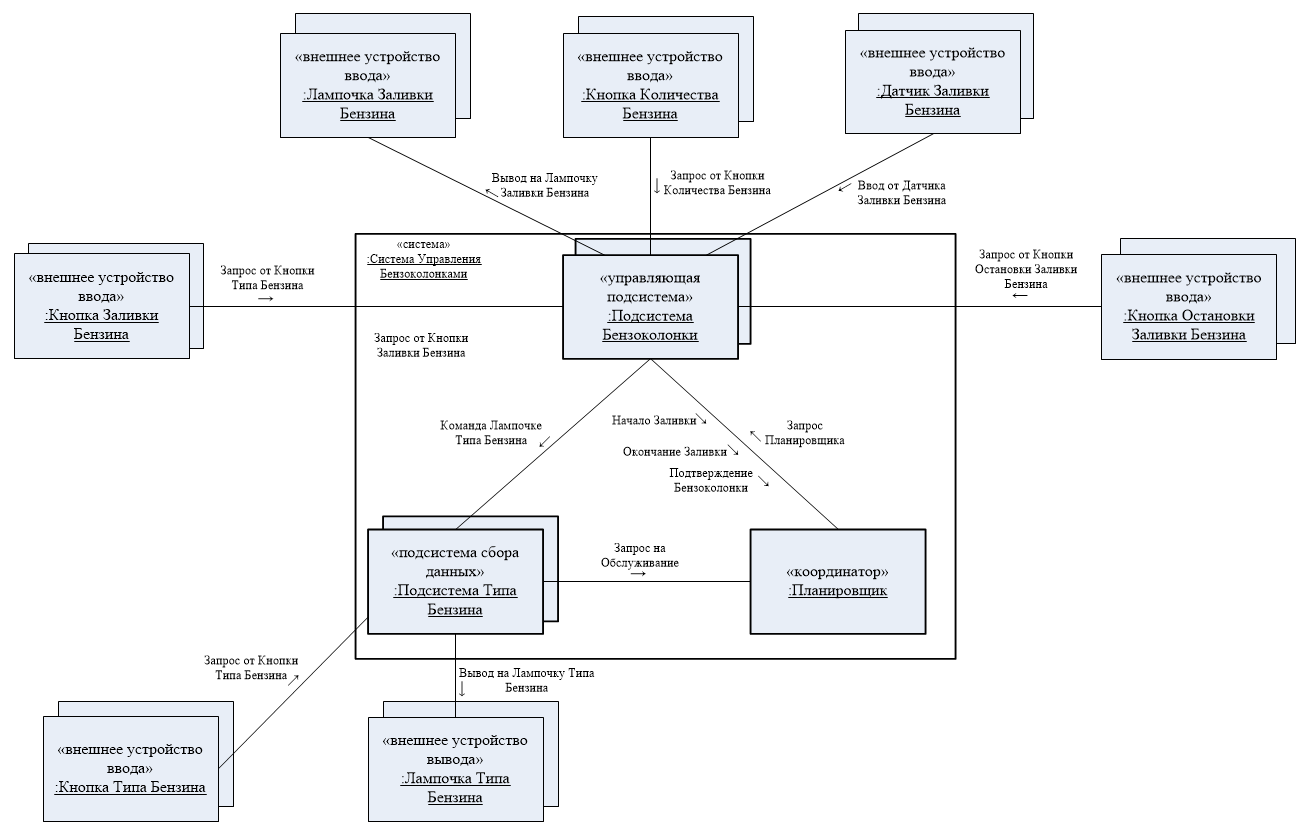 «внешнее устройство
ввода»
:Лампочка Заливки
Бензина
«внешнее устройство
ввода»
:Кнопка Количества
Бензина
«внешнее устройство
ввода»
:Датчик Заливки
Бензина
Вывод на Лампочку
Заливки Бензина
Запрос от Кнопки
Количества Бензина
Ввод от Датчика
Заливки Бензина
«внешнее устройство
ввода»
:Кнопка Заливки
Бензина
Запрос от Кнопки
Типа Бензина
«система»
:Система Управления
Бензоколонками
«управляющая
подсистема»
:Подсистема
Бензоколонки
Запрос от Кнопки
Остановки Заливки
Бензина
«внешнее устройство
ввода»
:Кнопка Остановки
Заливки Бензина
Запрос от Кнопки
Заливки Бензина
Команда Лампочке
Типа Бензина
Начало Заливки
Окончание Заливки
Подтверждение
Бензоколонки
Запрос
Планировщика
«подсистема сбора
данных»
:Подсистема Типа
Бензина
Запрос на
Обслуживание
«координатор»
:Планировщик
Запрос от Кнопки
Типа Бензина
Вывод на Лампочку Типа
Бензина
«внешнее устройство
ввода»
:Кнопка Типа Бензина
«внешнее устройство
вывода»
:Лампочка Типа
Бензина